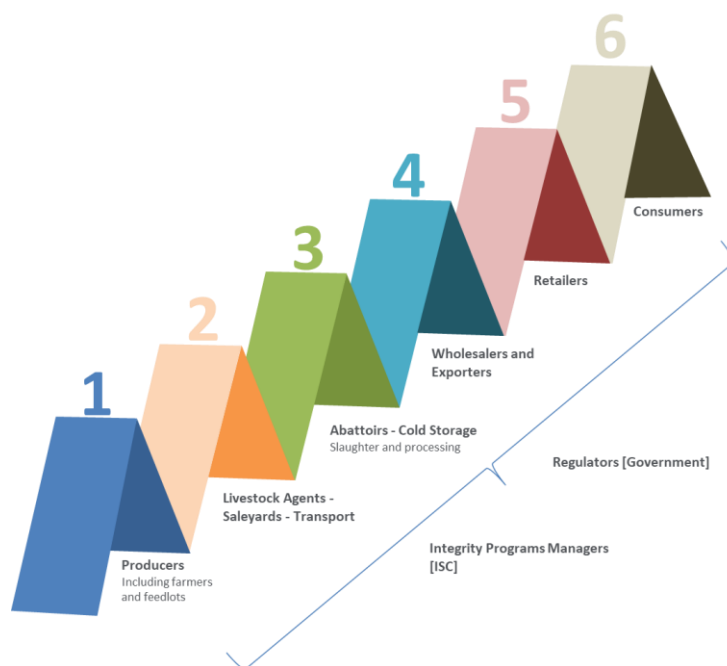 1
Producers
Including farmers
and feedlots
2
Livestock Agents -
Saleyards - Transport
3
Abattoirs - Cold Storage
Slaughter and processing
4
Wholesalers and
Exporters
5
Retailers
6
Consumers
Regulators [Government]
Integrity Programs Managers
[ISC]